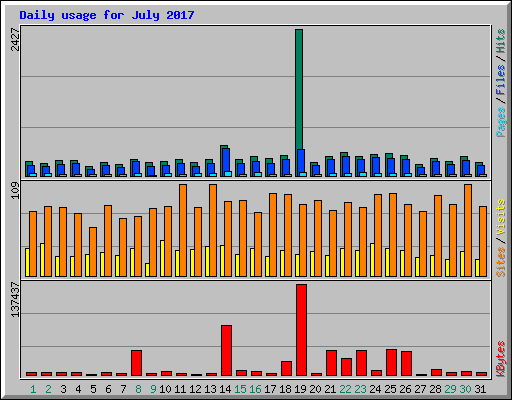 Daily usage for July 2017
2427
Pages / Files / Hits
109
Sites / Visits
137437
KBytes
1 2 3 4 5 6 7 8 9 10 11 12 13 14 15 16 17 18 19 20 21 22 23 24 25 26 27 28 29 30 31